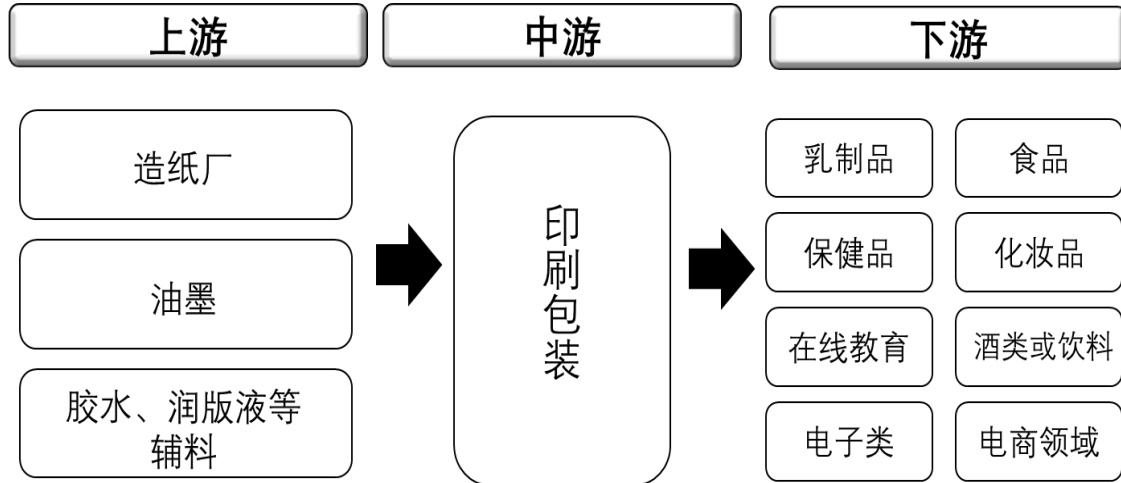 上游
中游
下游
造纸厂
油墨
胶水、润版液等
辅料
印刷包装
乳制品
食品
保健品
化妆品
在线教育
酒类或饮料
电子类
电商领域